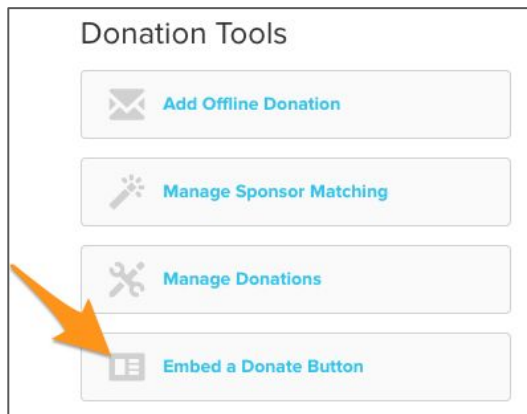 Donation Tools
Add Offline Donation
Manage Sponsor Matching
Manage Donations
Embed a Donate Button